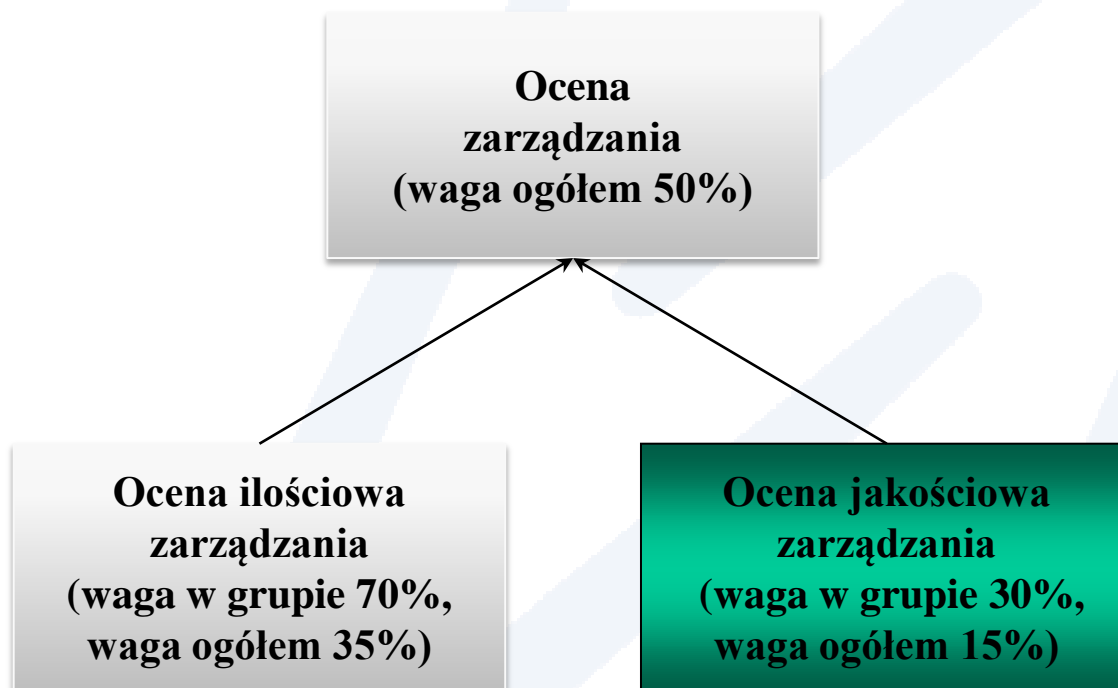 Ocena
zarządzania
(waga ogółem 50%)
Ocena ilościowa
zarządzania
(waga w grupie 70%,
waga ogółem 35%)
Ocena jakościowa
zarządzania
(waga w grupie 30%,
waga ogółem 15%)